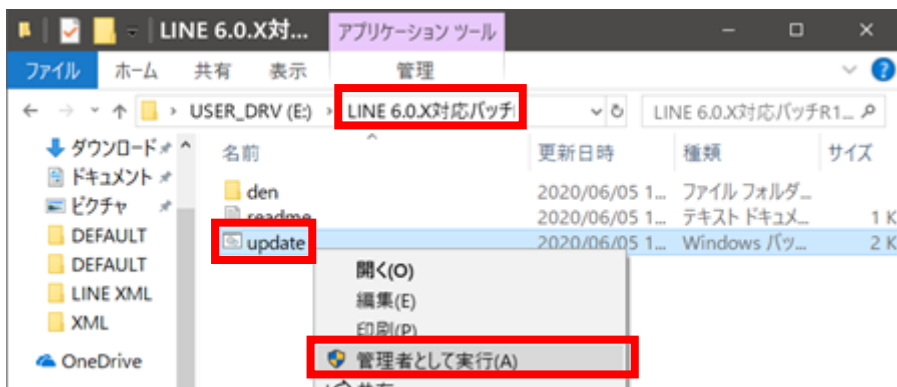 LINE 6.0.X対... アプリケーション ツール
ファイル ホーム 共有 表示 管理
USER_DRV (E:) LINE 6.0.X対応パッチ LINE 6.0.X対応パッチR1...
ダウンロード
ドキュメント
ピクチャ
DEFAULT
DEFAULT
LINE XML
XML
OneDrive
名前 更新日時 種類 サイズ
den 2020/06/05 1... ファイル フォルダ...
readme 2020/06/05 1... テキスト ドキュメ... 1 K
update 2020/06/05 1... Windows バッ... 2 K
開く(O)
編集(E)
印刷(P)
管理者として実行(A)
共有